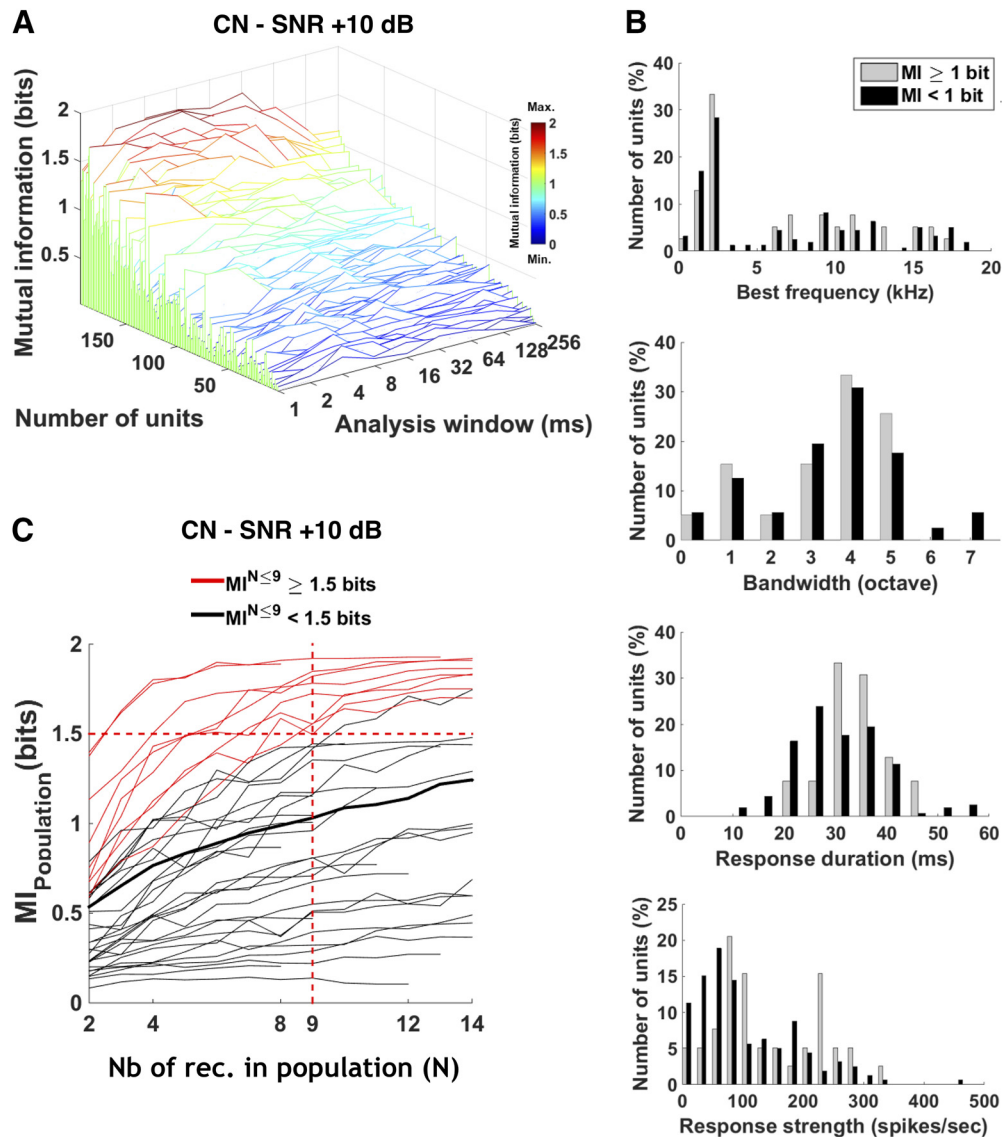 A
CN - SNR +10 dB
Mutual information (bits)
2
1.5
1
0.5
150
100
50
Number of units
1
2
4
8
16
32
64
128
256
Analysis window (ms)
Max.
Mutual information (bits)
2
1.5
1
0.5
0
Min.
B
MI ≥ 1 bit
MI < 1 bit
Number of units (%)
40
30
20
10
0
0 5 10 15 20
Best frequency (kHz)
Number of units (%)
40
30
20
10
0
0 1 2 3 4 5 6 7
Bandwidth (octave)
Number of units (%)
40
30
20
10
0
0 10 20 30 40 50 60
Response duration (ms)
Number of units (%)
25
20
15
10
5
0
0 100 200 300 400 500
Response strength (spikes/sec)
C
CN - SNR +10 dB
MI^N≤9 ≥ 1.5 bits
MI^N≤9 < 1.5 bits
MI_Population (bits)
2
1.5
1
0.5
0
2 4 8 9 12 14
Nb of rec. in population (N)